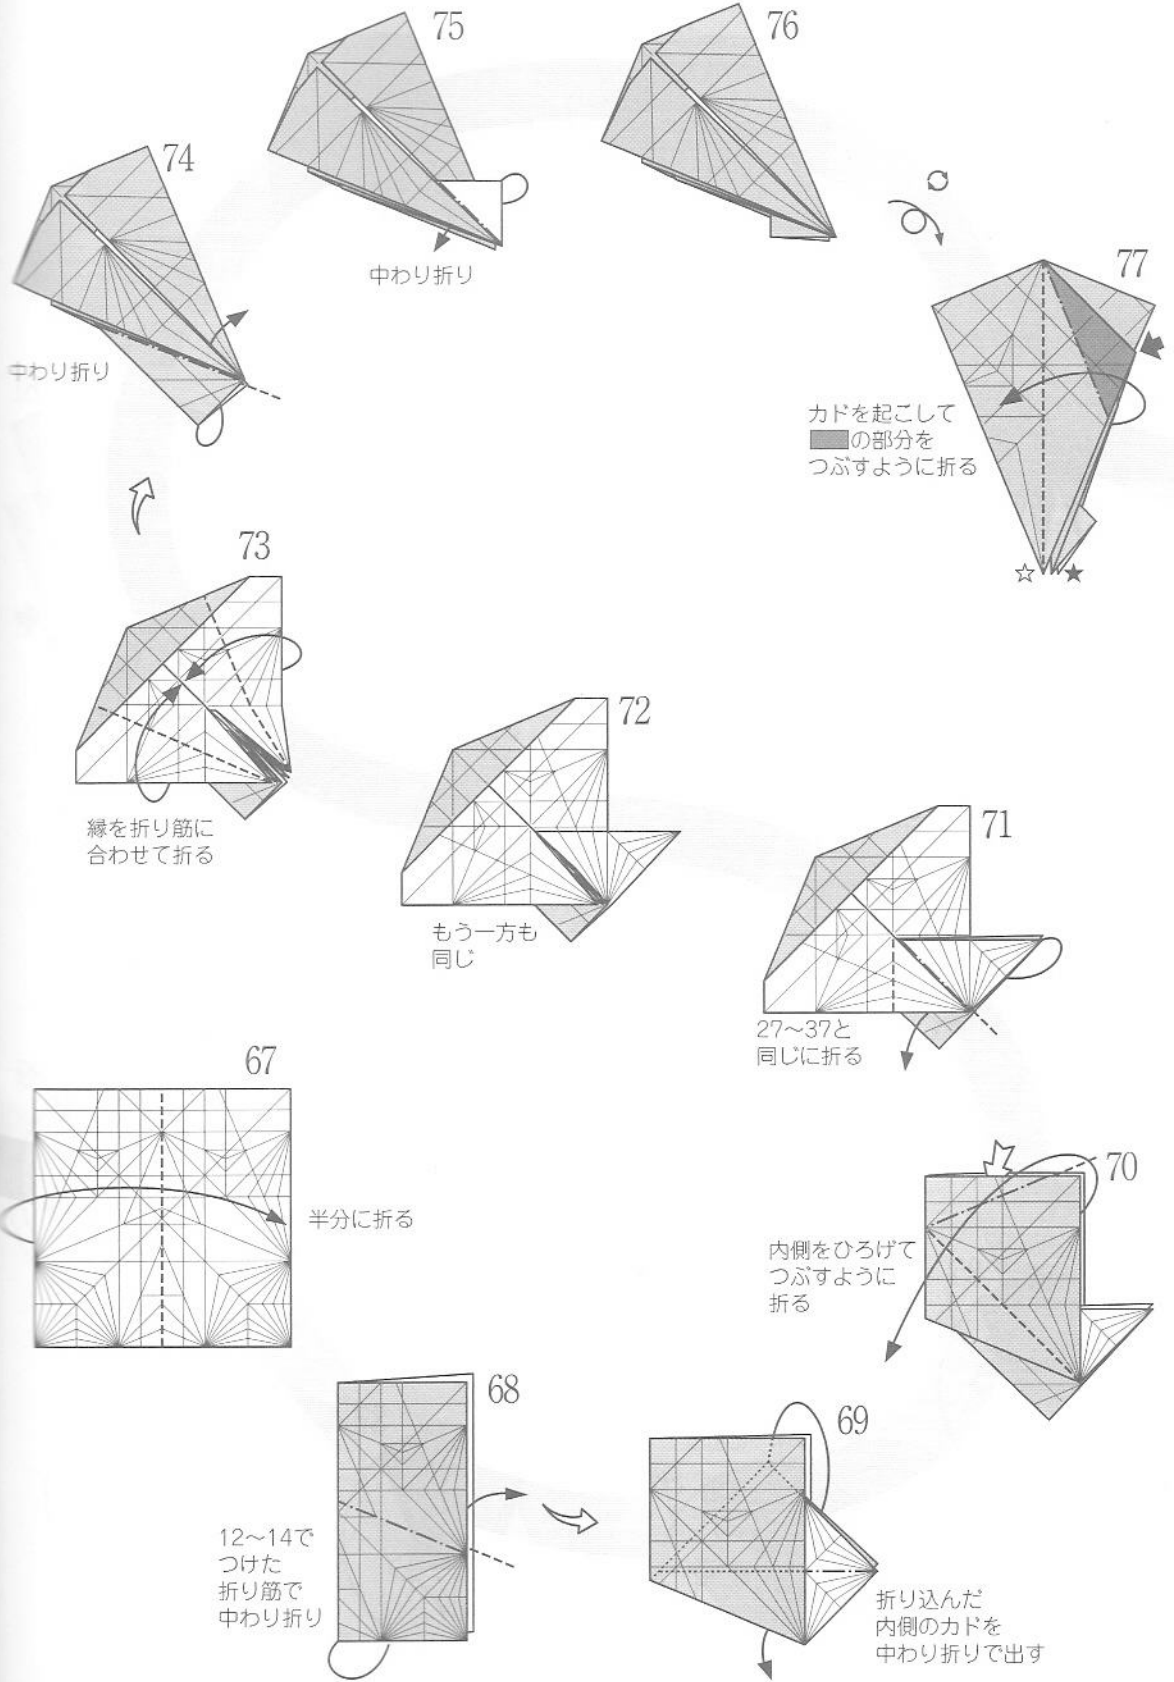 75
76
74
中わり折り
中わり折り
77
カドを起こして
の部分を
つぶすように折る
73
縁を折り筋に
合わせて折る
72
もう一方も
同じ
71
27～37と
同じに折る
67
半分に折る
70
内側をひろげて
つぶすように
折る
68
12～14で
つけた
折り筋で
中わり折り
69
折り込んだ
内側のカドを
中わり折りで出す